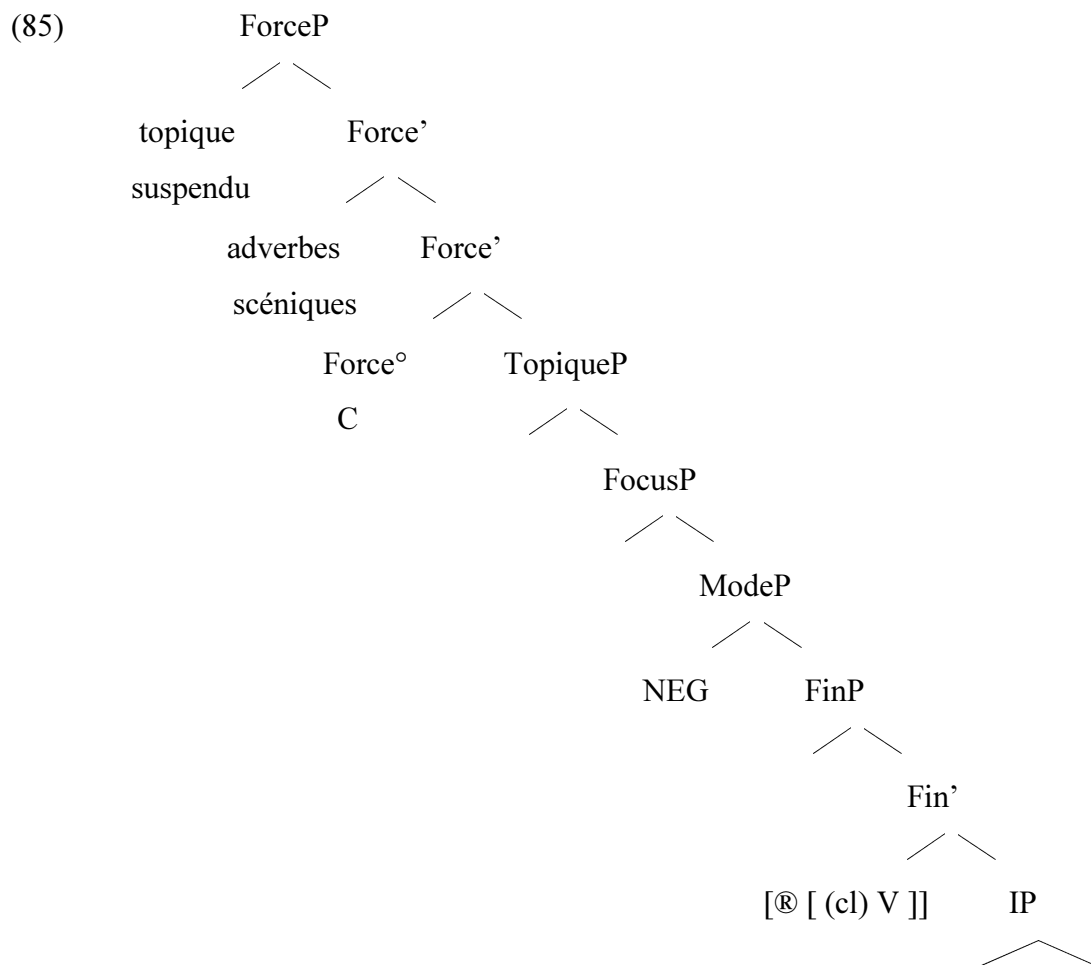 (85) ForceP
topique Force’
suspendu
adverbes Force’
scéniques
Force° TopiqueP
C
FocusP
ModeP
NEG FinP
Fin’
[® [ (cl) V ]] IP